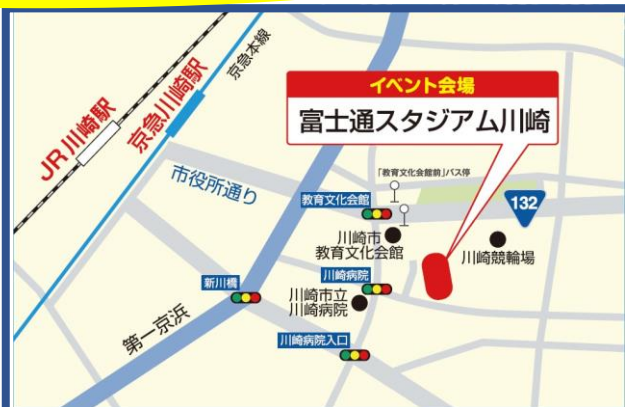 京急本線
京急川崎駅
JR川崎駅
イベント会場
富士通スタジアム川崎
市役所通り
「教育文化会館前」バス停
教育文化会館
132
川崎市
教育文化会館
川崎競輪場
新川橋
川崎病院
川崎市立
川崎病院
第一京浜
川崎病院入口